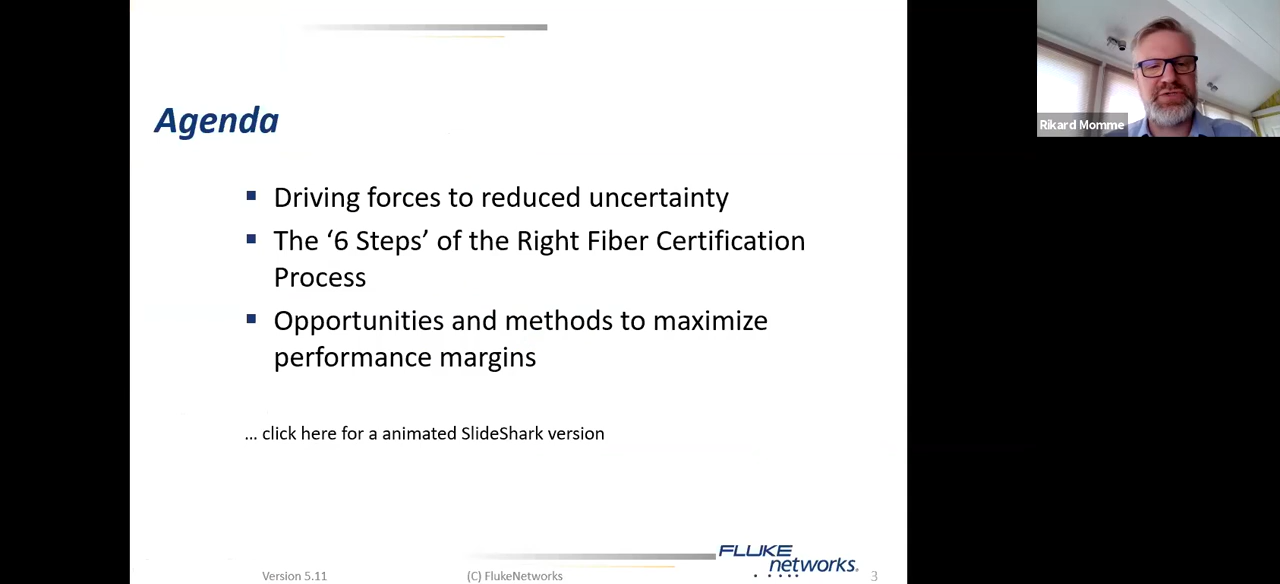 Agenda
▪ Driving forces to reduced uncertainty
▪ The ‘6 Steps’ of the Right Fiber Certification
Process
▪ Opportunities and methods to maximize
performance margins
... click here for a animated SlideShark version
FLUKE
networks.
Version 5.11
(C) FlukeNetworks
3
Rikard Momme